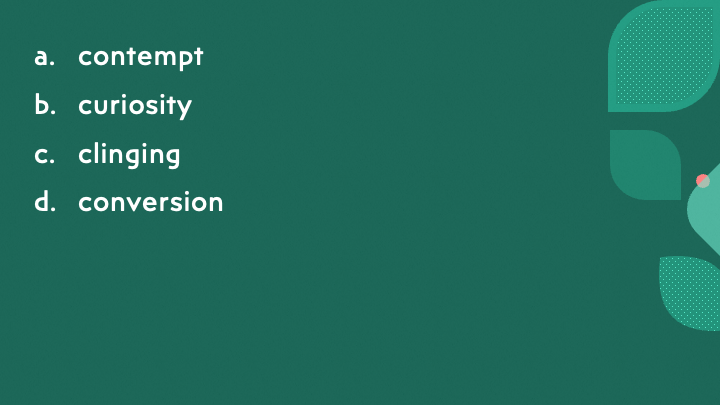 a. contempt
b. curiosity
c. clinging
d. conversion